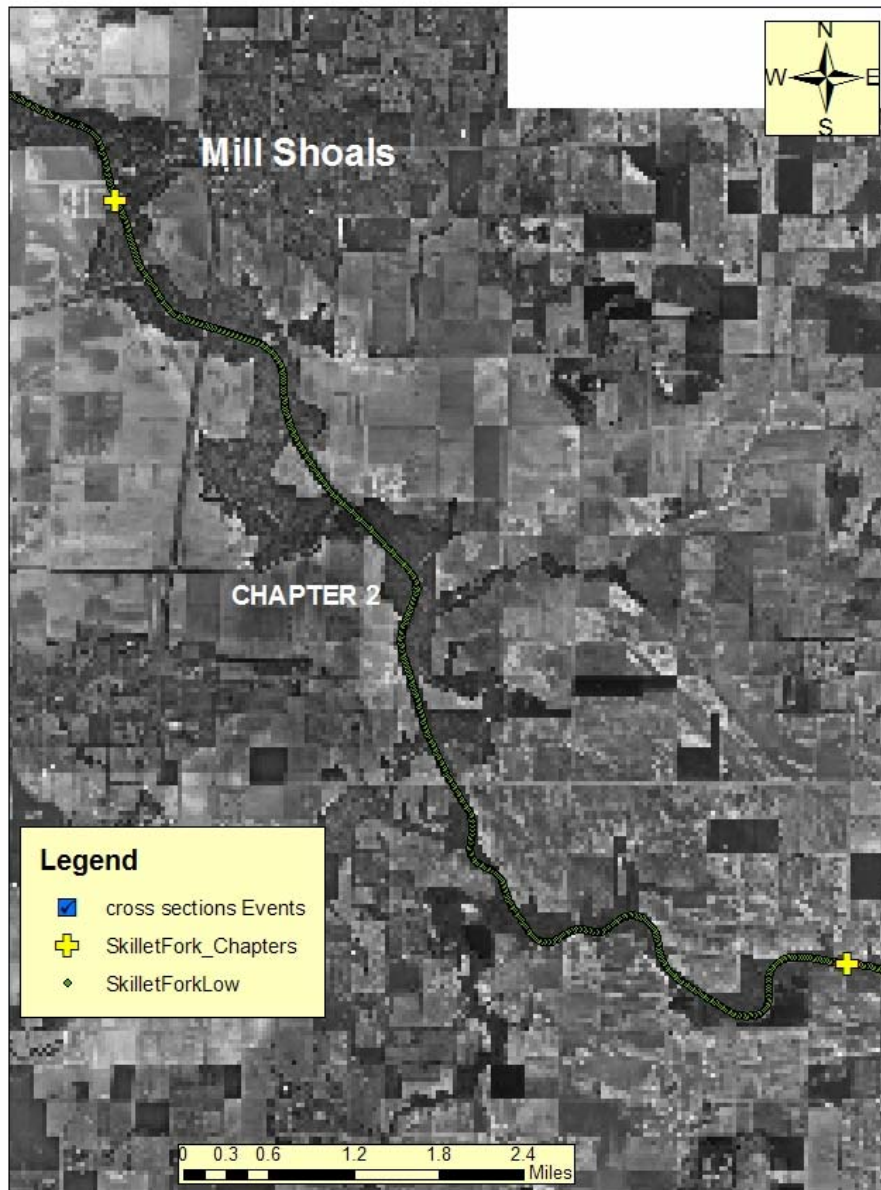 N
W E
S
Mill Shoals
CHAPTER 2
Legend
cross sections Events
SkilletFork_Chapters
SkilletForkLow
0 0.3 0.6 1.2 1.8 2.4
Miles